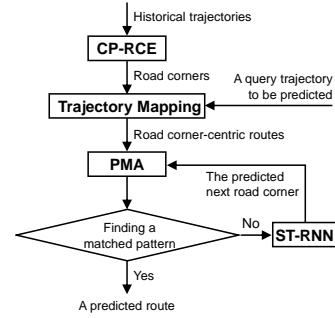 Historical trajectories
CP-RCE
Road corners
A query trajectory
to be predicted
Trajectory Mapping
Road corner-centric routes
PMA
The predicted
next road corner
Finding a
matched pattern
No
ST-RNN
Yes
A predicted route